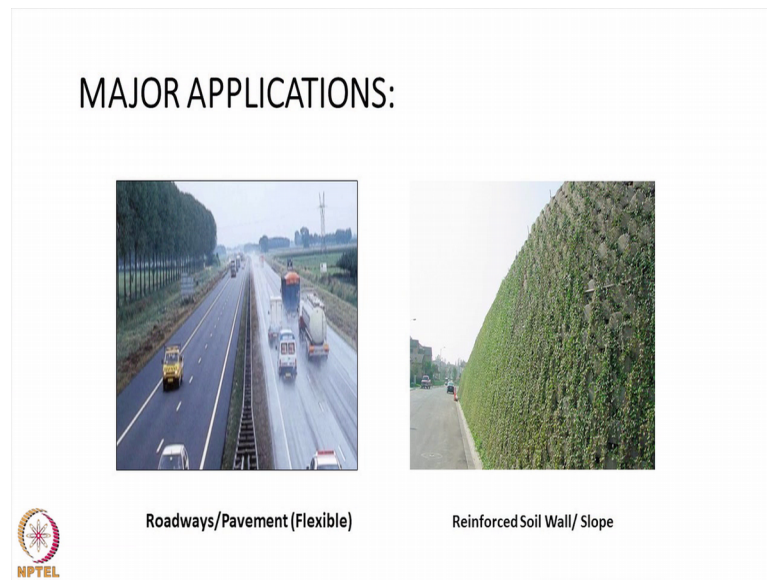 MAJOR APPLICATIONS:
Roadways/Pavement (Flexible)
Reinforced Soil Wall/ Slope
NPTEL